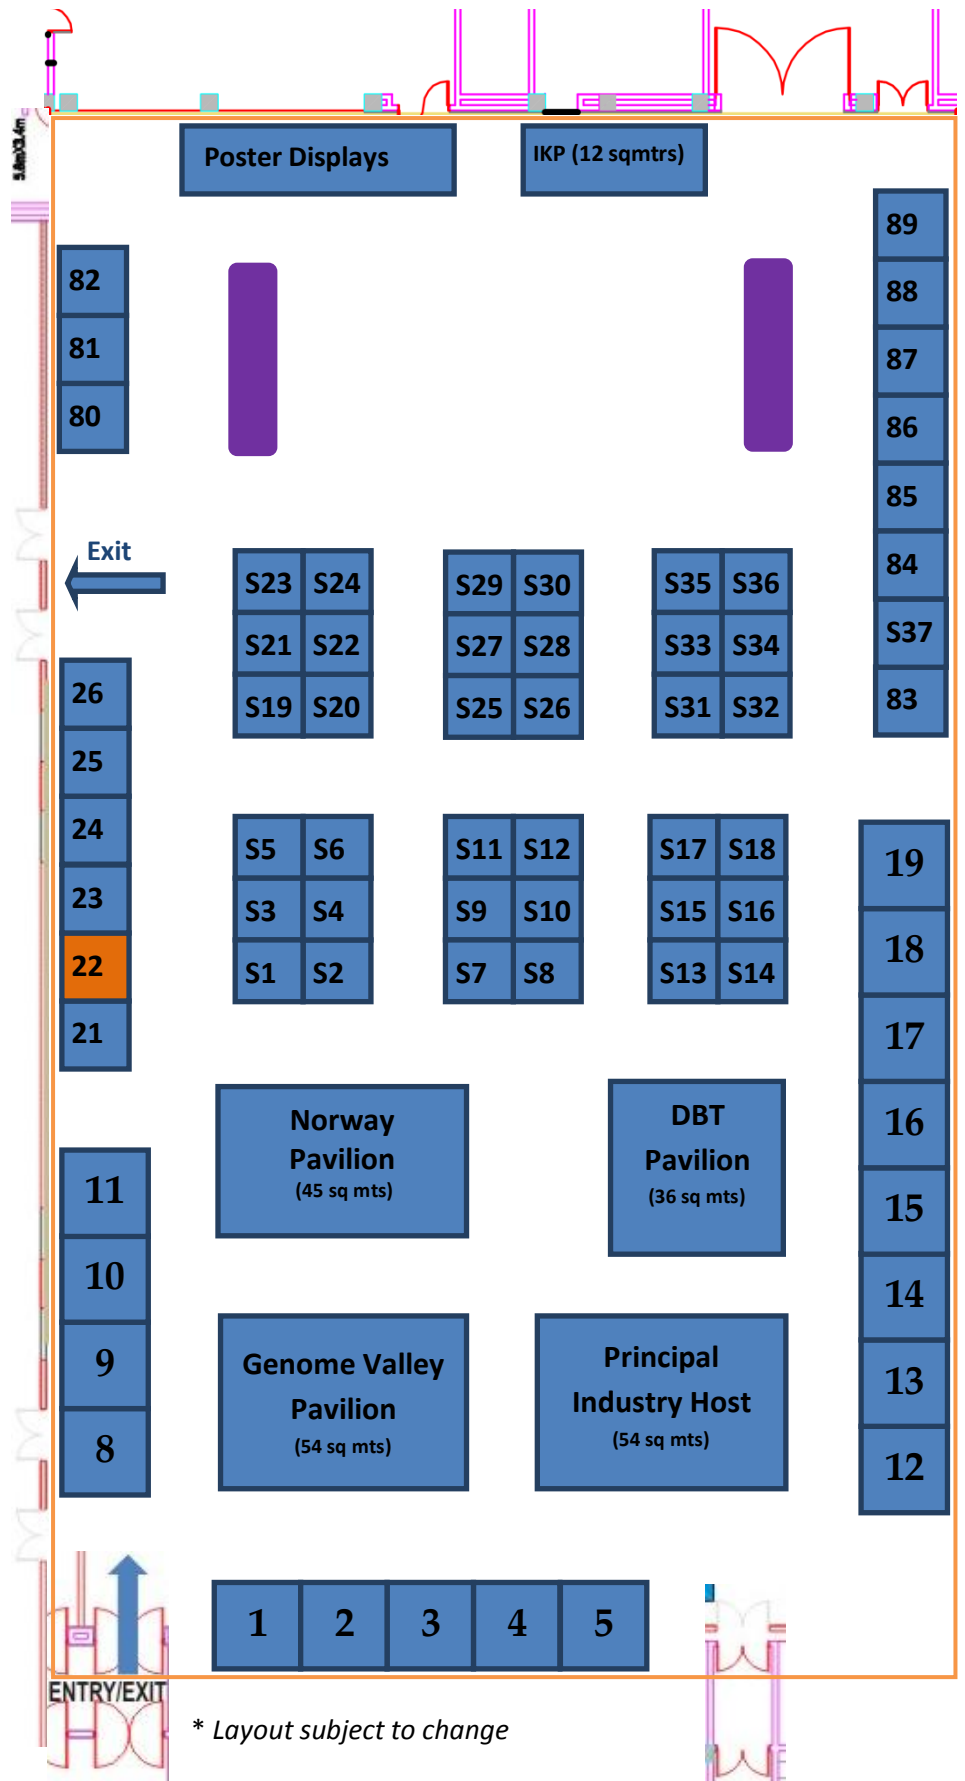 5.8mX3.4m
Poster Displays
IKP (12 sqmtrs)
89
82
88
81
87
80
86
85
Exit
84
S23 S24
S29 S30
S35 S36
S21 S22
S27 S28
S33 S34
S37
S19 S20
S25 S26
S31 S32
83
26
25
24
23
22
21
S5 S6
S11 S12
S17 S18
S3 S4
S9 S10
S15 S16
S1 S2
S7 S8
S13 S14
19
18
17
16
15
14
13
12
Norway
Pavilion
(45 sq mts)
DBT
Pavilion
(36 sq mts)
11
10
9
8
Genome Valley
Pavilion
(54 sq mts)
Principal
Industry Host
(54 sq mts)
1 2 3 4 5
ENTRY/EXIT
* Layout subject to change